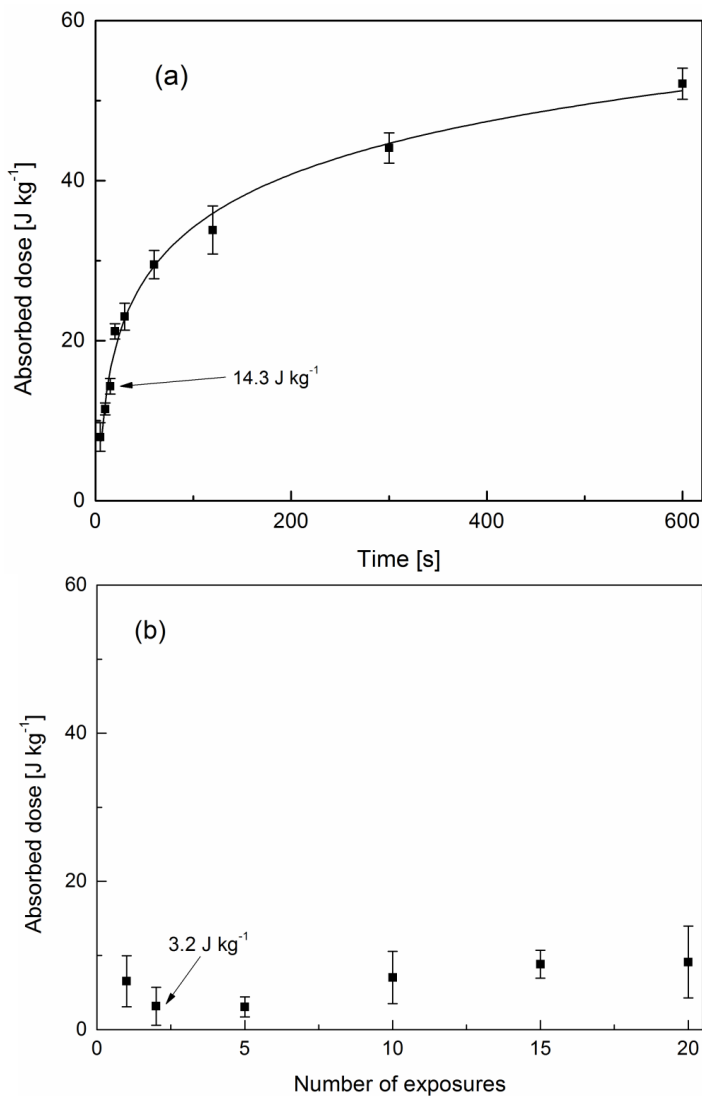 60
(a)
40
20
0
Absorbed dose [J kg⁻¹]
14.3 J kg⁻¹
0 200 400 600
Time [s]
60
(b)
40
20
0
Absorbed dose [J kg⁻¹]
3.2 J kg⁻¹
0 5 10 15 20
Number of exposures